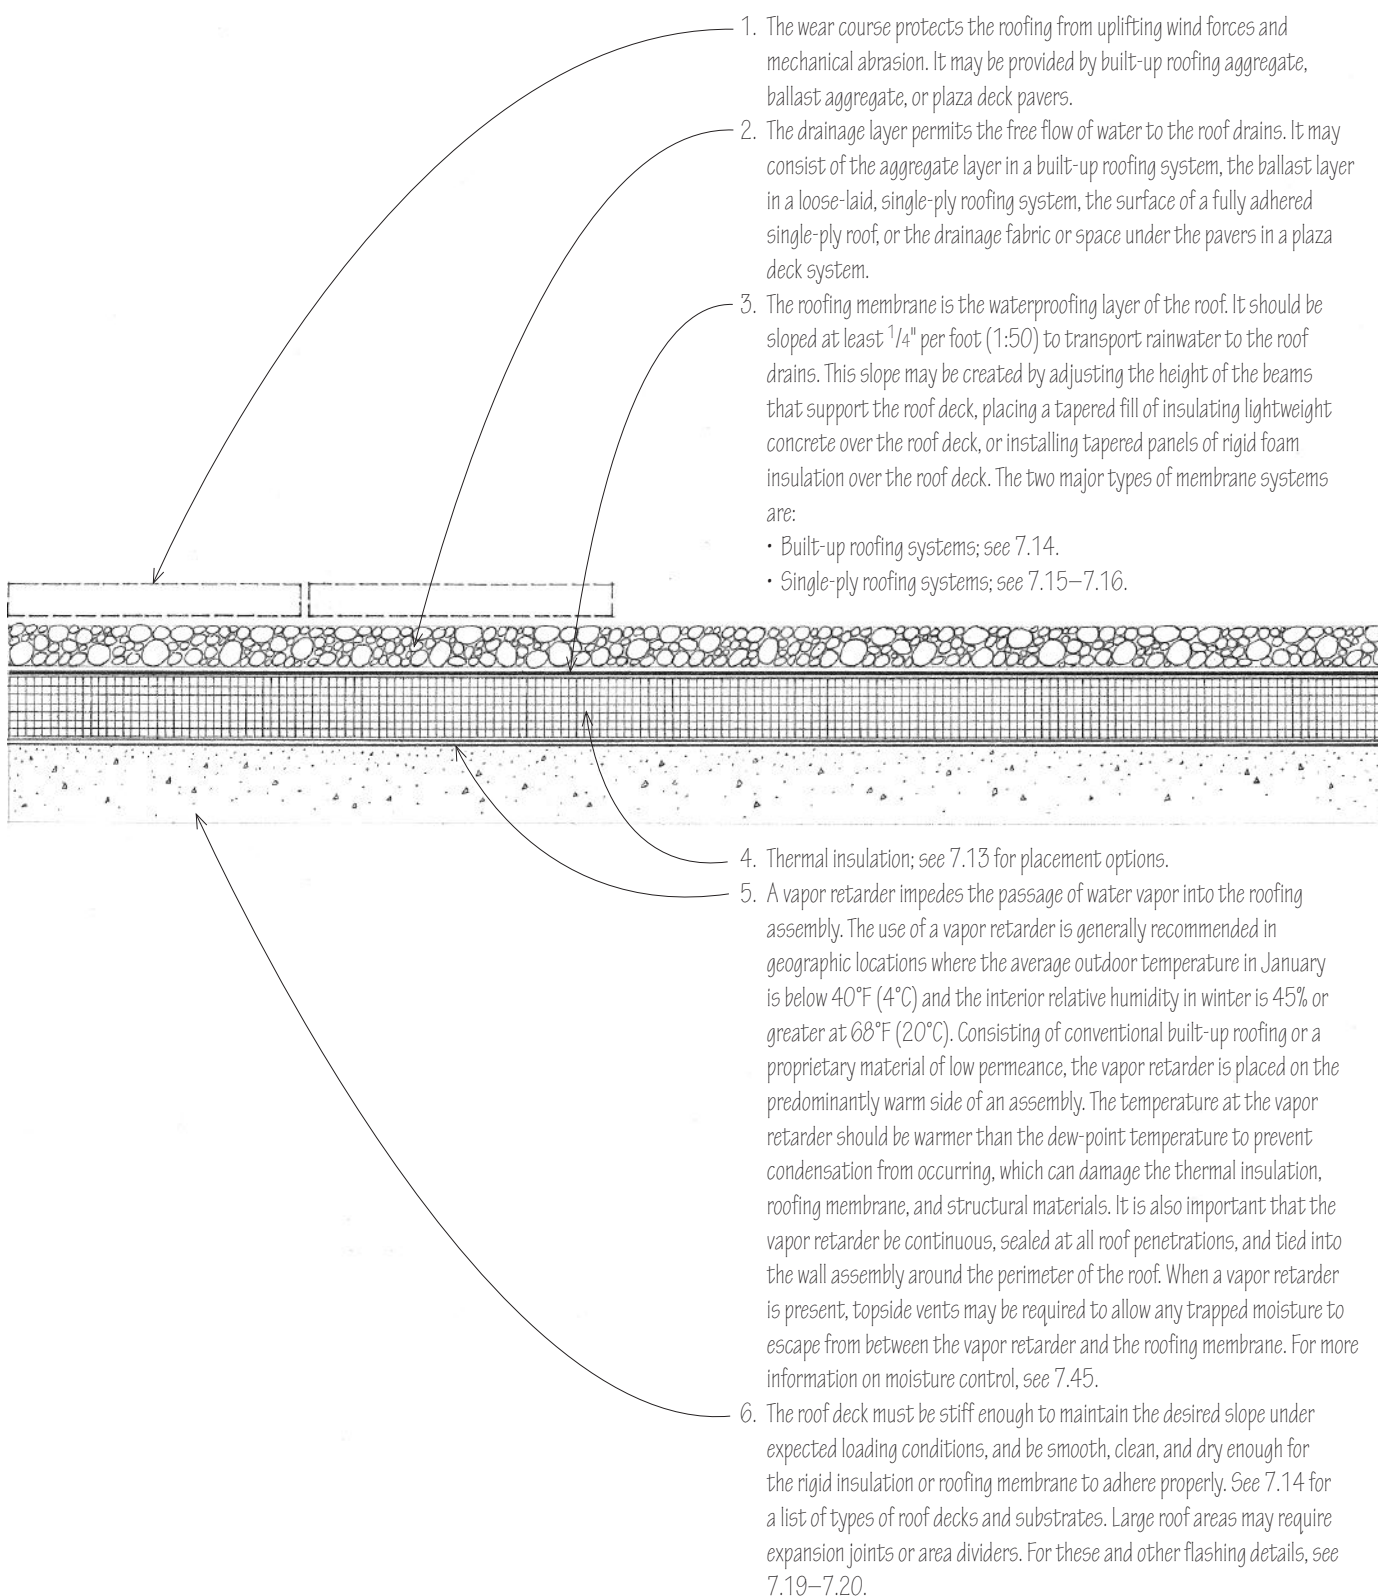 1. The wear course protects the roofing from uplifting wind forces and
mechanical abrasion. It may be provided by built-up roofing aggregate,
ballast aggregate, or plaza deck pavers.
2. The drainage layer permits the free flow of water to the roof drains. It may
consist of the aggregate layer in a built-up roofing system, the ballast layer
in a loose-laid, single-ply roofing system, the surface of a fully adhered
single-ply roof, or the drainage fabric or space under the pavers in a plaza
deck system.
3. The roofing membrane is the waterproofing layer of the roof. It should be
sloped at least 1/4" per foot (1:50) to transport rainwater to the roof
drains. This slope may be created by adjusting the height of the beams
that support the roof deck, placing a tapered fill of insulating lightweight
concrete over the roof deck, or installing tapered panels of rigid foam
insulation over the roof deck. The two major types of membrane systems
are:
• Built-up roofing systems; see 7.14.
• Single-ply roofing systems; see 7.15–7.16.
4. Thermal insulation; see 7.13 for placement options.
5. A vapor retarder impedes the passage of water vapor into the roofing
assembly. The use of a vapor retarder is generally recommended in
geographic locations where the average outdoor temperature in January
is below 40°F (4°C) and the interior relative humidity in winter is 45% or
greater at 68°F (20°C). Consisting of conventional built-up roofing or a
proprietary material of low permeance, the vapor retarder is placed on the
predominantly warm side of an assembly. The temperature at the vapor
retarder should be warmer than the dew-point temperature to prevent
condensation from occurring, which can damage the thermal insulation,
roofing membrane, and structural materials. It is also important that the
vapor retarder be continuous, sealed at all roof penetrations, and tied into
the wall assembly around the perimeter of the roof. When a vapor retarder
is present, topside vents may be required to allow any trapped moisture to
escape from between the vapor retarder and the roofing membrane. For more
information on moisture control, see 7.45.
6. The roof deck must be stiff enough to maintain the desired slope under
expected loading conditions, and be smooth, clean, and dry enough for
the rigid insulation or roofing membrane to adhere properly. See 7.14 for
a list of types of roof decks and substrates. Large roof areas may require
expansion joints or area dividers. For these and other flashing details, see
7.19–7.20.